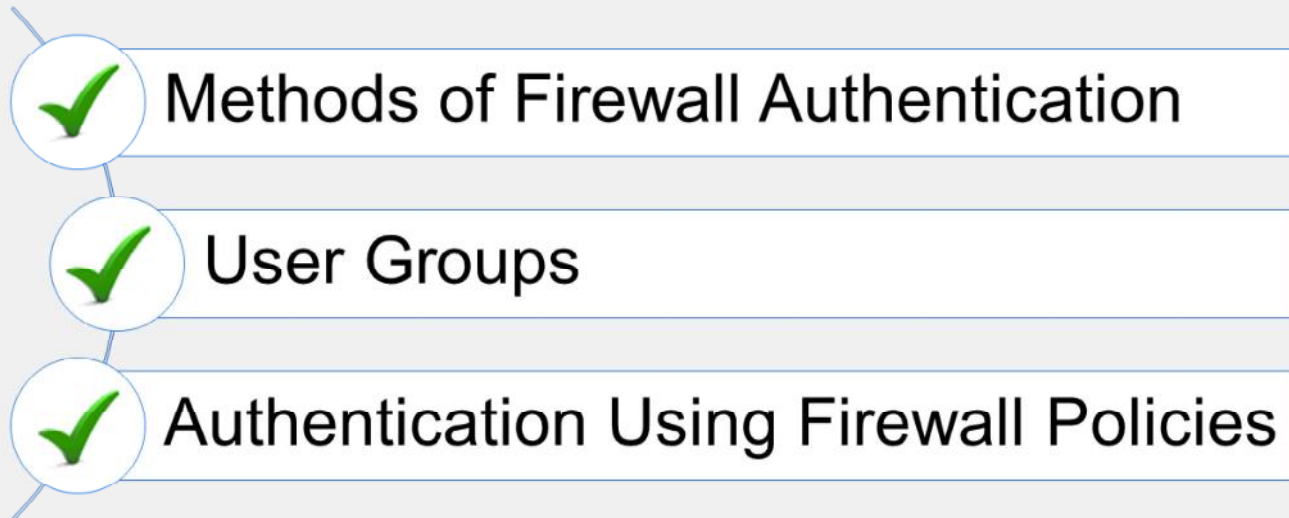 Methods of Firewall Authentication
User Groups
Authentication Using Firewall Policies